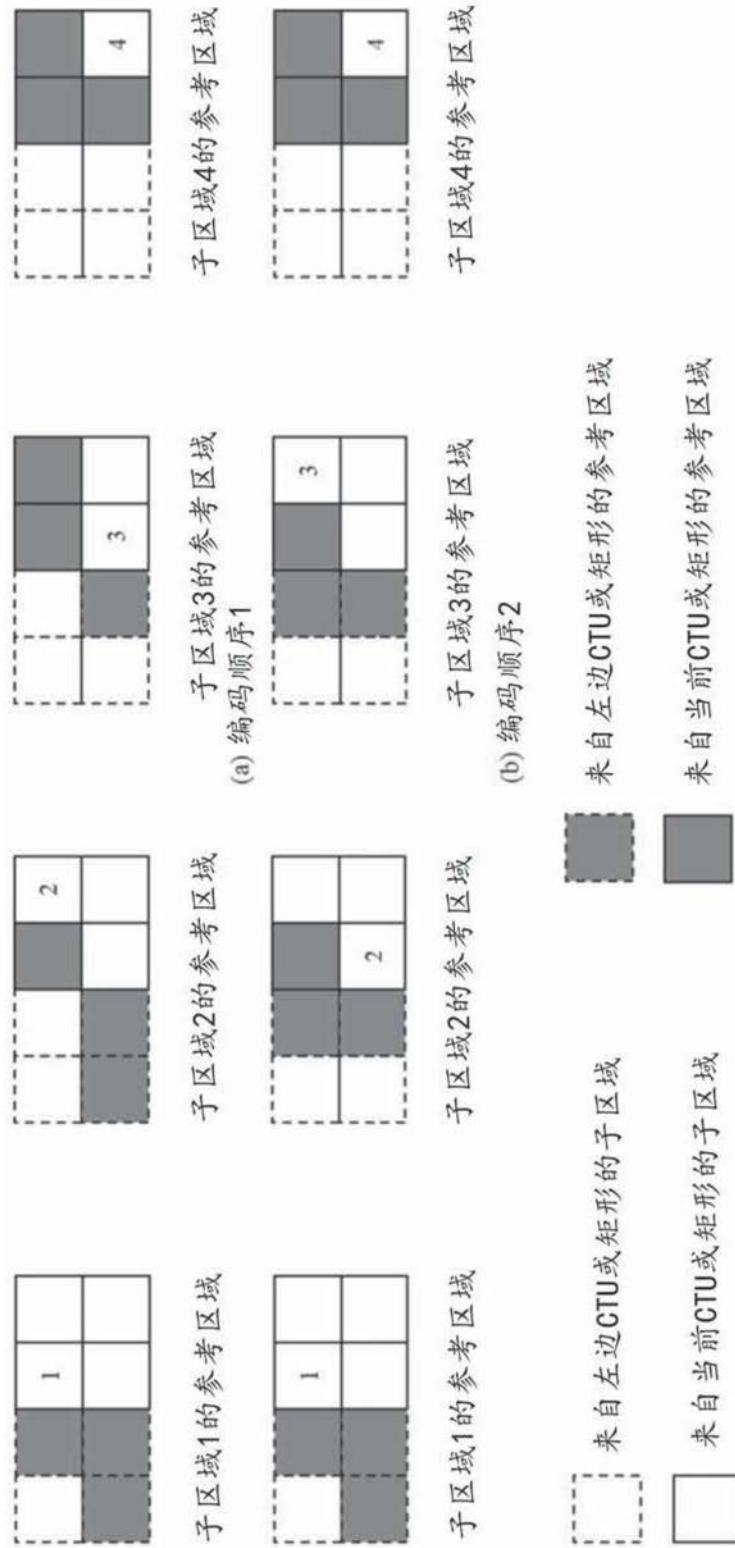 1
2
3
4
子区域1的参考区域
子区域2的参考区域
子区域3的参考区域
子区域4的参考区域
(a) 编码顺序1
1
2
3
4
子区域1的参考区域
子区域2的参考区域
子区域3的参考区域
子区域4的参考区域
(b) 编码顺序2
来自左边CTU或矩形的子区域
来自左边CTU或矩形的参考区域
来自当前CTU或矩形的子区域
来自当前CTU或矩形的参考区域